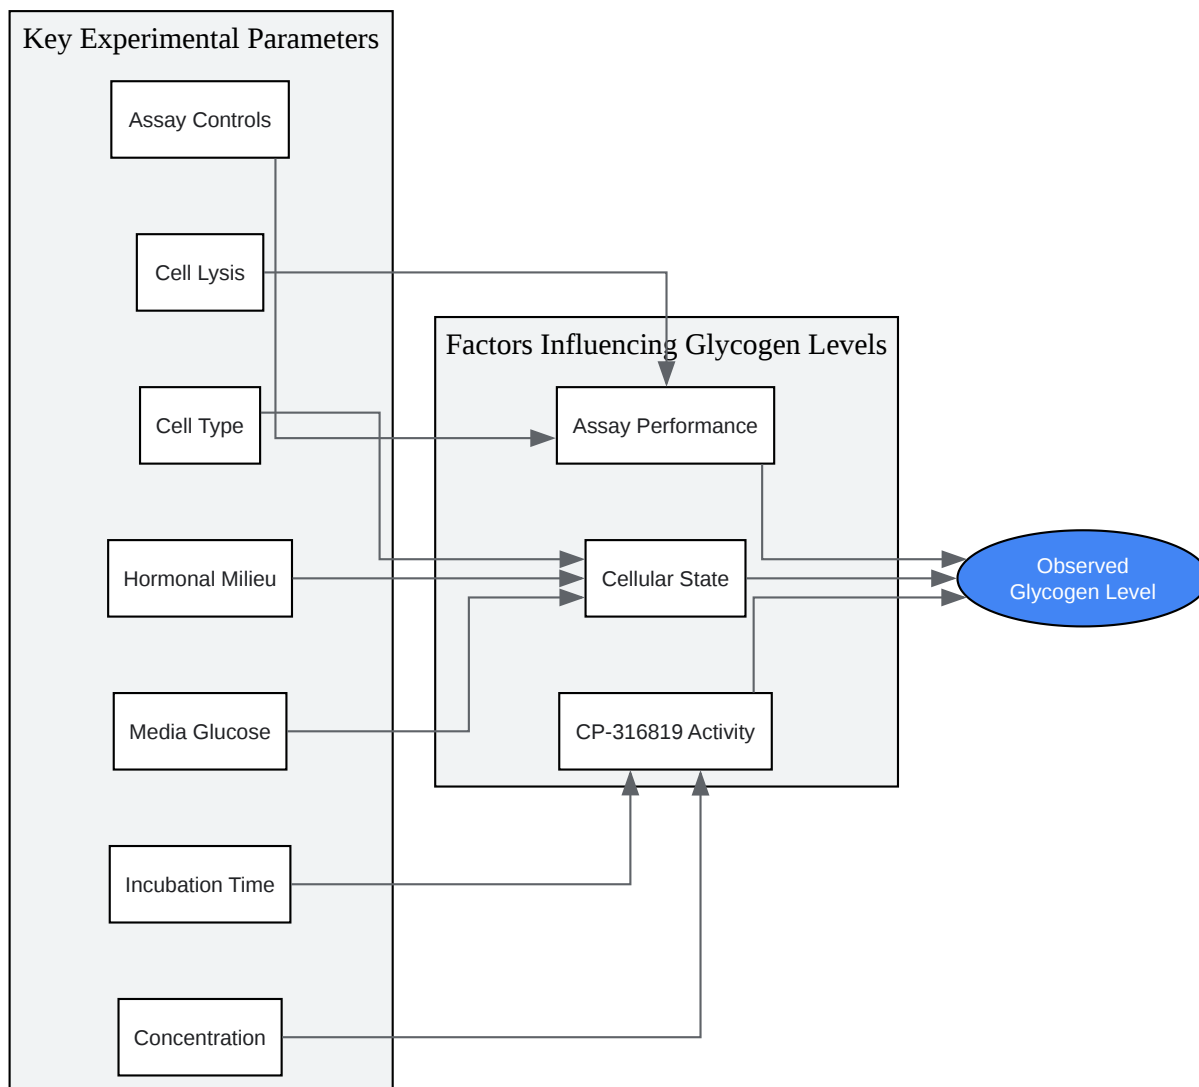 Key Experimental Parameters
Assay Controls
Cell Lysis
Cell Type
Hormonal Milieu
Media Glucose
Incubation Time
Concentration
Factors Influencing Glycogen Levels
Assay Performance
Cellular State
CP-316819 Activity
Observed
Glycogen Level